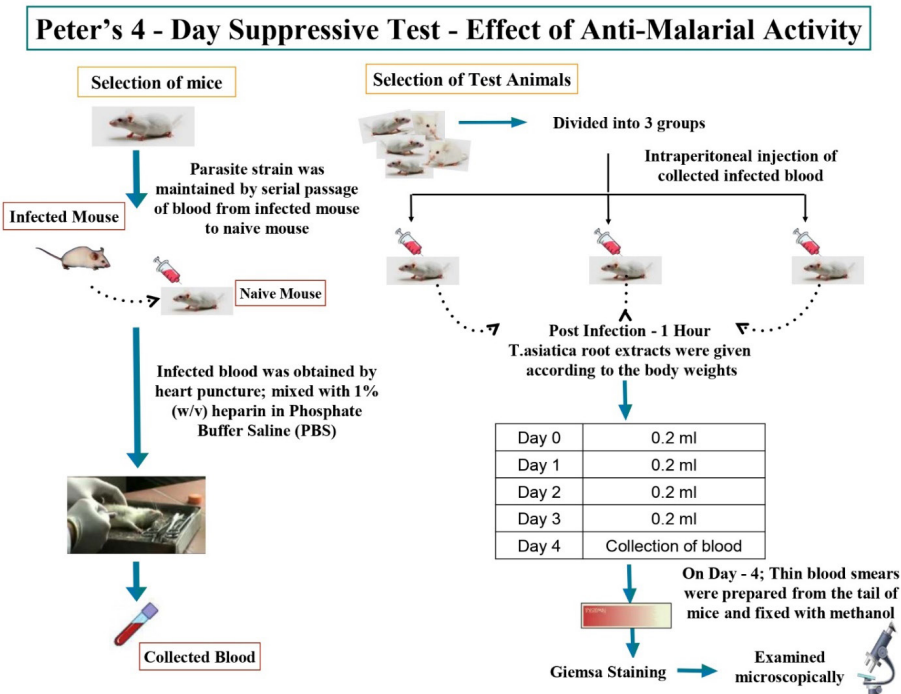 Peter's 4 - Day Suppressive Test - Effect of Anti-Malarial Activity
Selection of mice
Parasite strain was
maintained by serial passage
of blood from infected mouse
to naive mouse
Infected Mouse
Naive Mouse
Infected blood was obtained by
heart puncture; mixed with 1%
(w/v) heparin in Phosphate
Buffer Saline (PBS)
Collected Blood
Selection of Test Animals
Divided into 3 groups
Intraperitoneal injection of
collected infected blood
Post Infection - 1 Hour
T.asiatica root extracts were given
according to the body weights
Day 0 0.2 ml
Day 1 0.2 ml
Day 2 0.2 ml
Day 3 0.2 ml
Day 4 Collection of blood
On Day - 4; Thin blood smears
were prepared from the tail of
mice and fixed with methanol
Giemsa Staining
Examined
microscopically